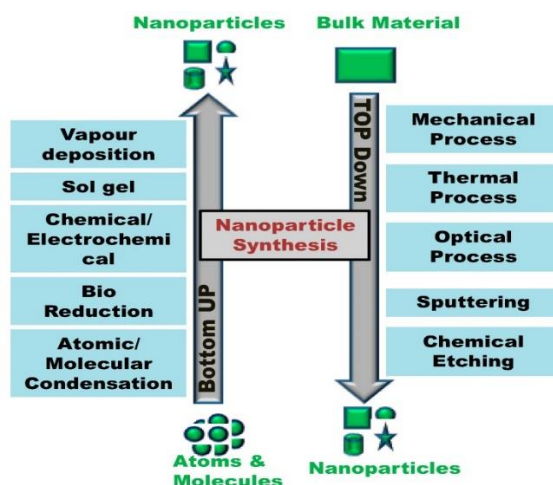 Nanoparticles
Bulk Material
Vapour
deposition
Sol gel
Chemical/
Electrochemi
cal
Bio
Reduction
Atomic/
Molecular
Condensation
Bottom UP
Nanoparticle
Synthesis
TOP Down
Mechanical
Process
Thermal
Process
Optical
Process
Sputtering
Chemical
Etching
Atoms &
Molecules
Nanoparticles